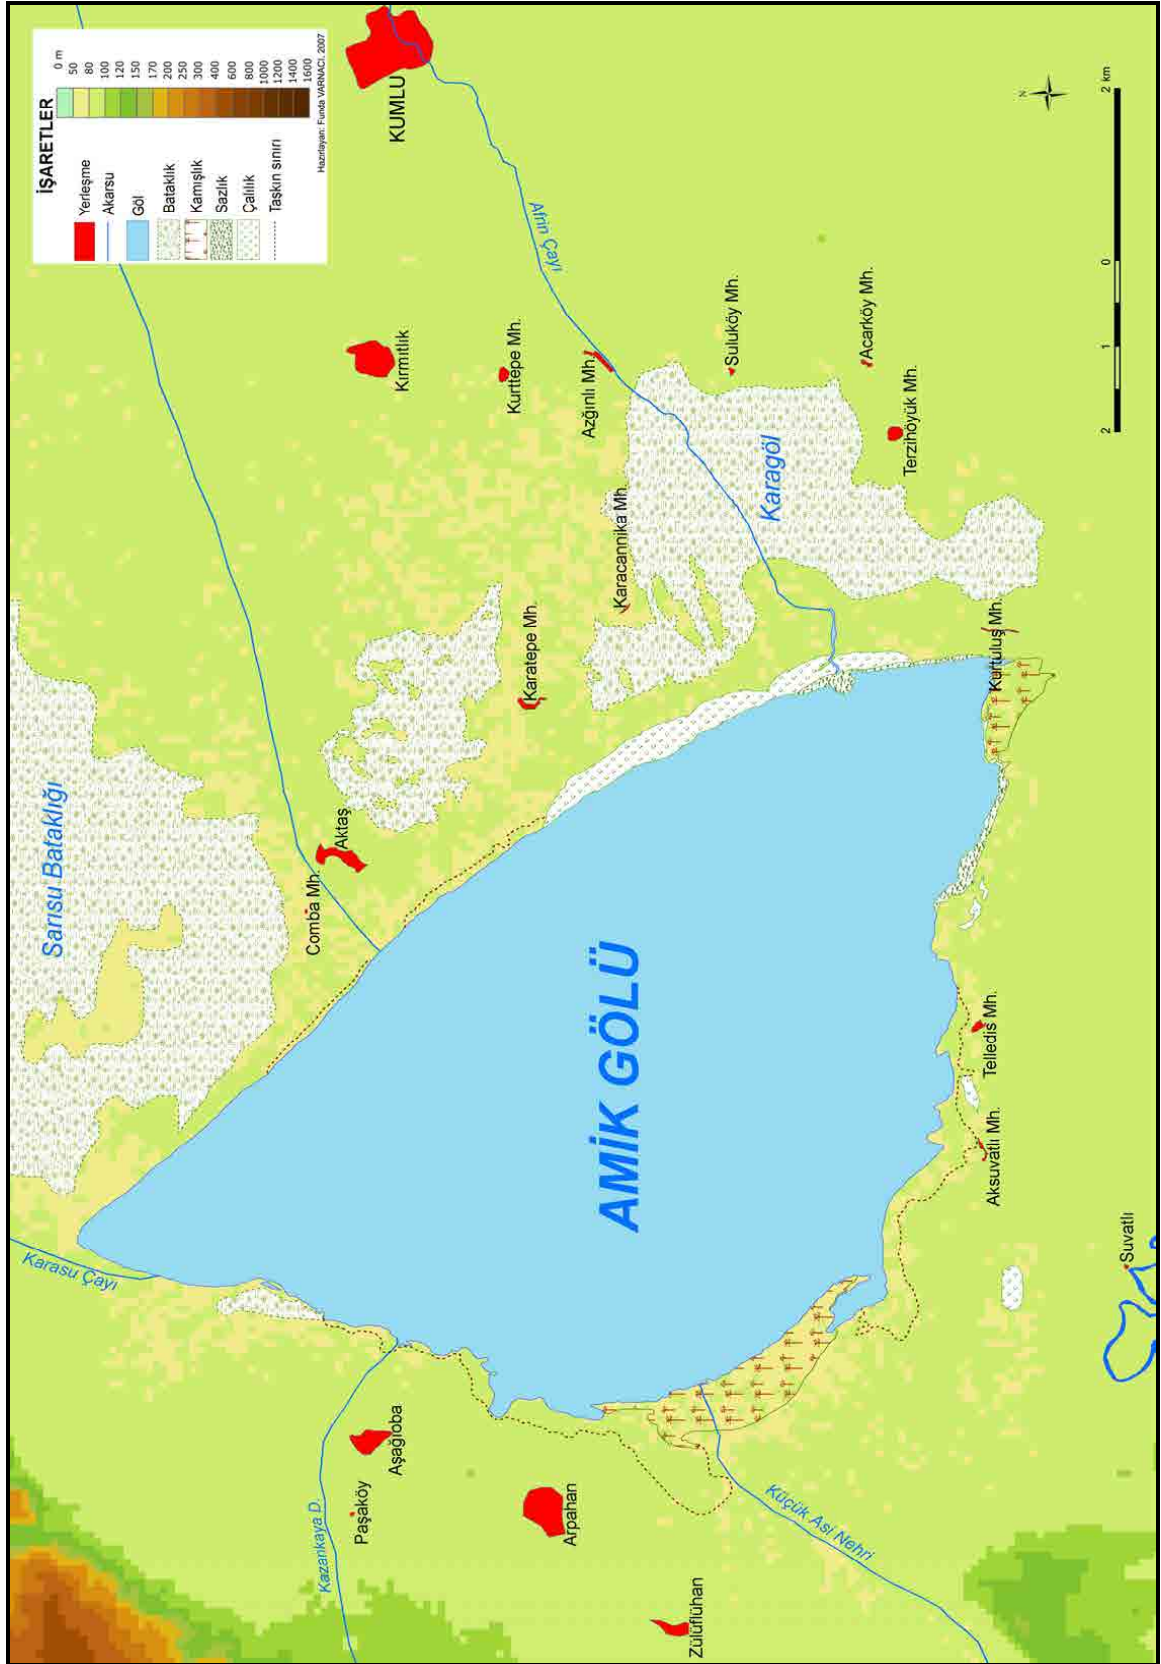 İŞARETLER
Yerleşme
Akarsu
Göl
Bataklık
Kamışlık
Sazlık
Çalılık
Taşkın sınırı
0 m
50
80
100
120
150
170
200
250
300
400
600
800
1000
1200
1400
1600
Hazırlayan: Funda VARNACI, 2007
KUMLU
Afrin Çayı
Kırmıtlık
Kurttepe Mh.
Azğınlı Mh.
Suluköy Mh.
Acarköy Mh.
Terzihöyük Mh.
Karagöl
Karacannika Mh.
Karatepe Mh.
Kurtuluş Mh.
Sarısu Bataklığı
Aktaş
Comba Mh.
AMİK GÖLÜ
Telledis Mh.
Aksuvatlı Mh.
Suvatlı
Karasu Çayı
Aşağıoba
Paşaköy
Kazankaya D.
Arpahan
Küçük Asi Nehri
Zülüflühan
N
2
1
0
2 km